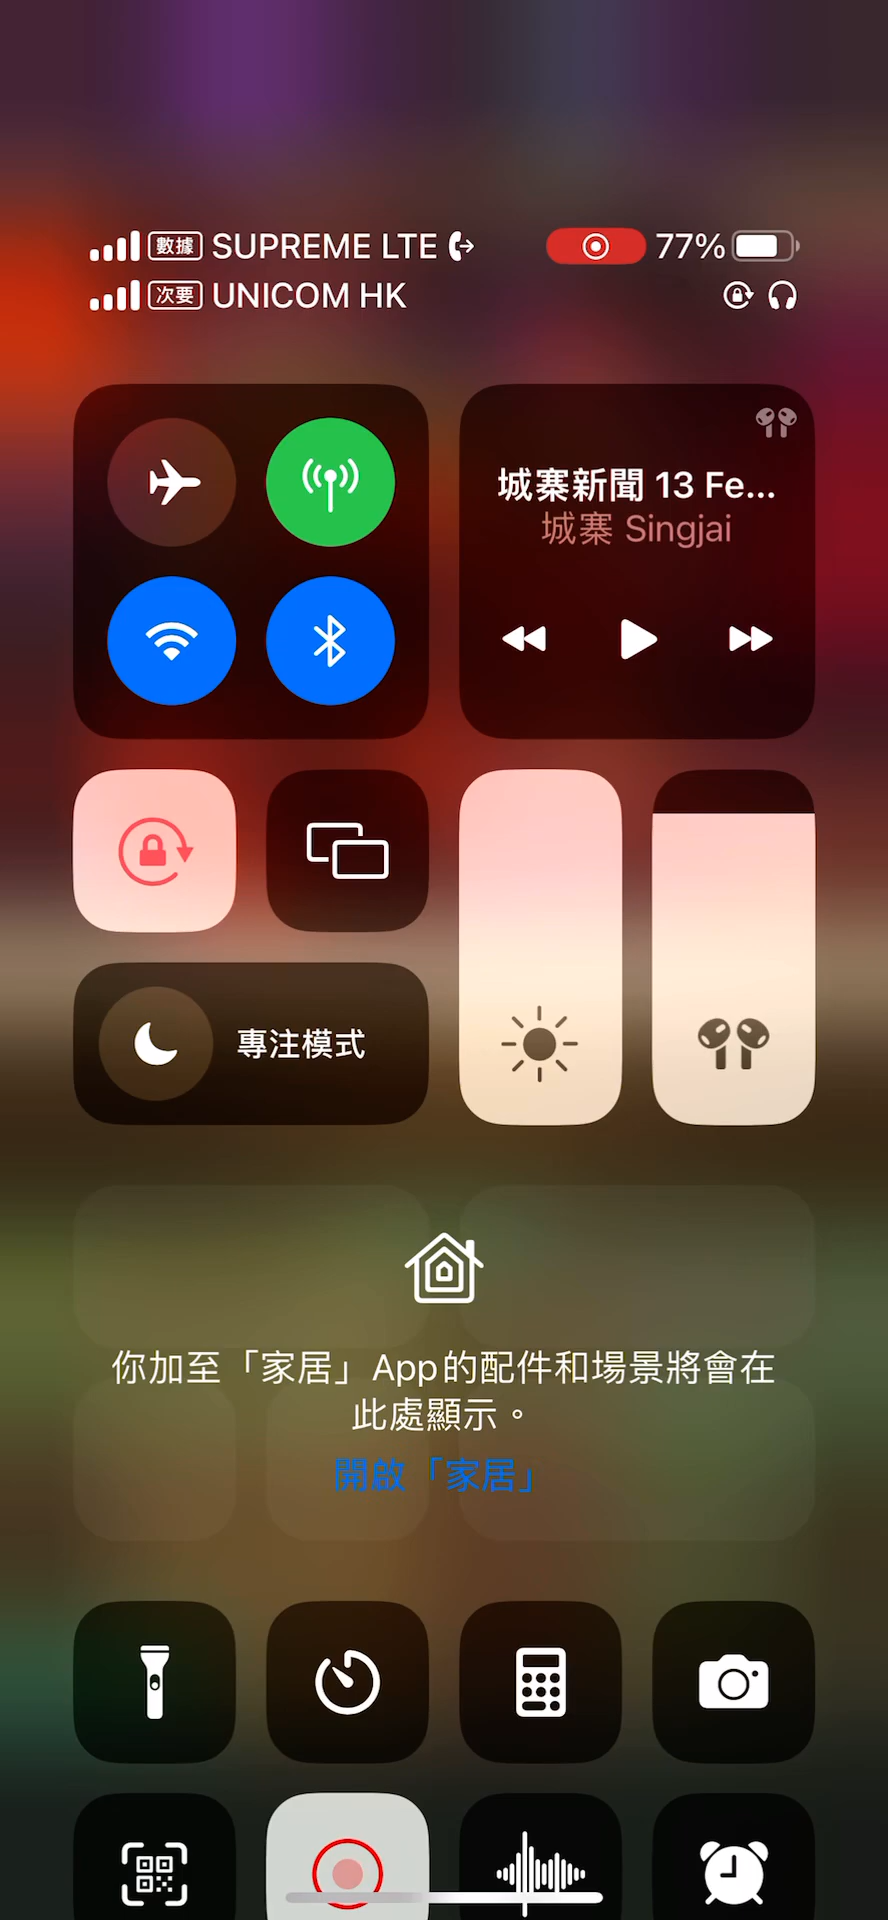 數據 SUPREME LTE 77%
次要 UNICOM HK
城寨新聞 13 Fe...
城寨 Singjai
專注模式
你加至「家居」App的配件和場景將會在
此處顯示。
開啟「家居」